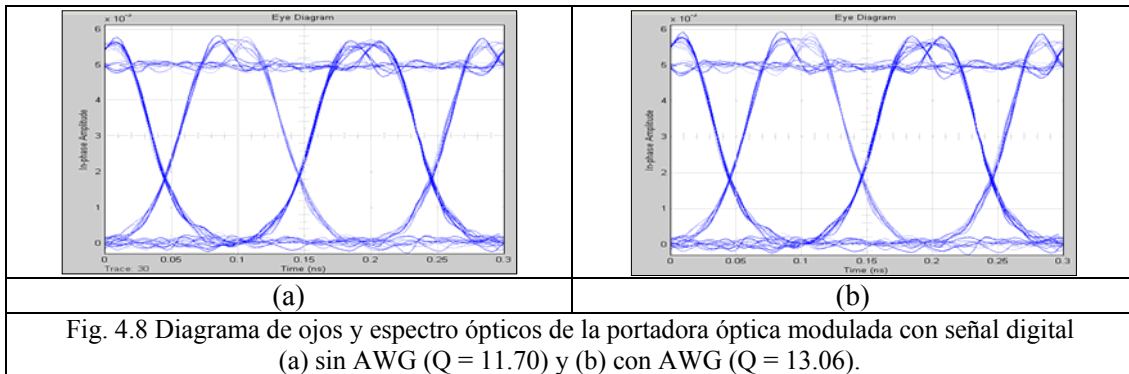 Eye Diagram
× 10⁻³
6
5
4
3
2
1
0
In-phase Amplitude
0 0.05 0.1 0.15 0.2 0.25 0.3
Time (ns)
Trace: 30
Eye Diagram
× 10⁻³
6
5
4
3
2
1
0
In-phase Amplitude
0 0.05 0.1 0.15 0.2 0.25 0.3
Time (ns)
(a) (b)
Fig. 4.8 Diagrama de ojos y espectro ópticos de la portadora óptica modulada con señal digital
(a) sin AWG (Q = 11.70) y (b) con AWG (Q = 13.06).